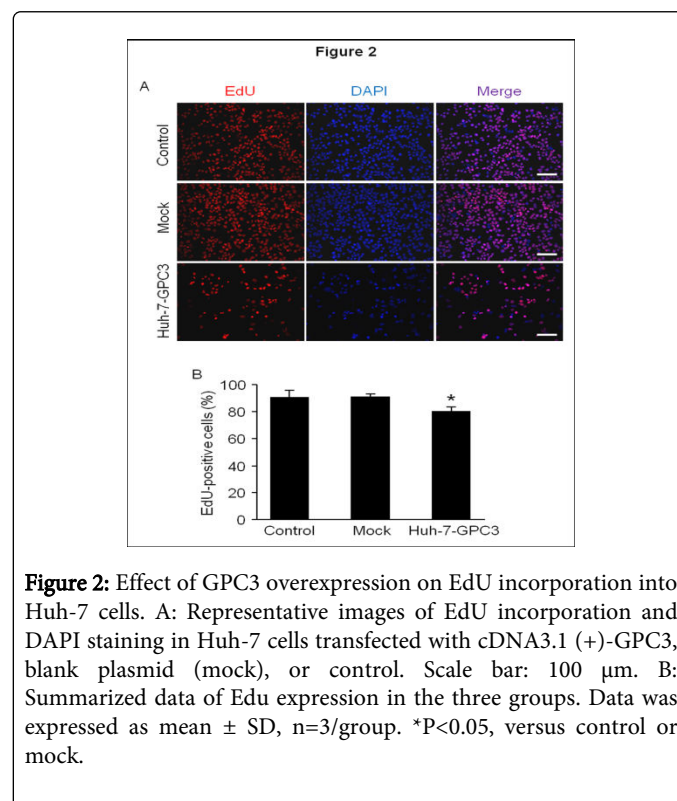 Figure 2
A
EdU DAPI Merge
Control
Mock
Huh-7-GPC3
B
EdU-positive cells (%)
100
80
60
40
20
0
*
Control Mock Huh-7-GPC3
Figure 2: Effect of GPC3 overexpression on EdU incorporation into
Huh-7 cells. A: Representative images of EdU incorporation and
DAPI staining in Huh-7 cells transfected with cDNA3.1 (+)-GPC3,
blank plasmid (mock), or control. Scale bar: 100 μm. B:
Summarized data of Edu expression in the three groups. Data was
expressed as mean ± SD, n=3/group. *P<0.05, versus control or
mock.